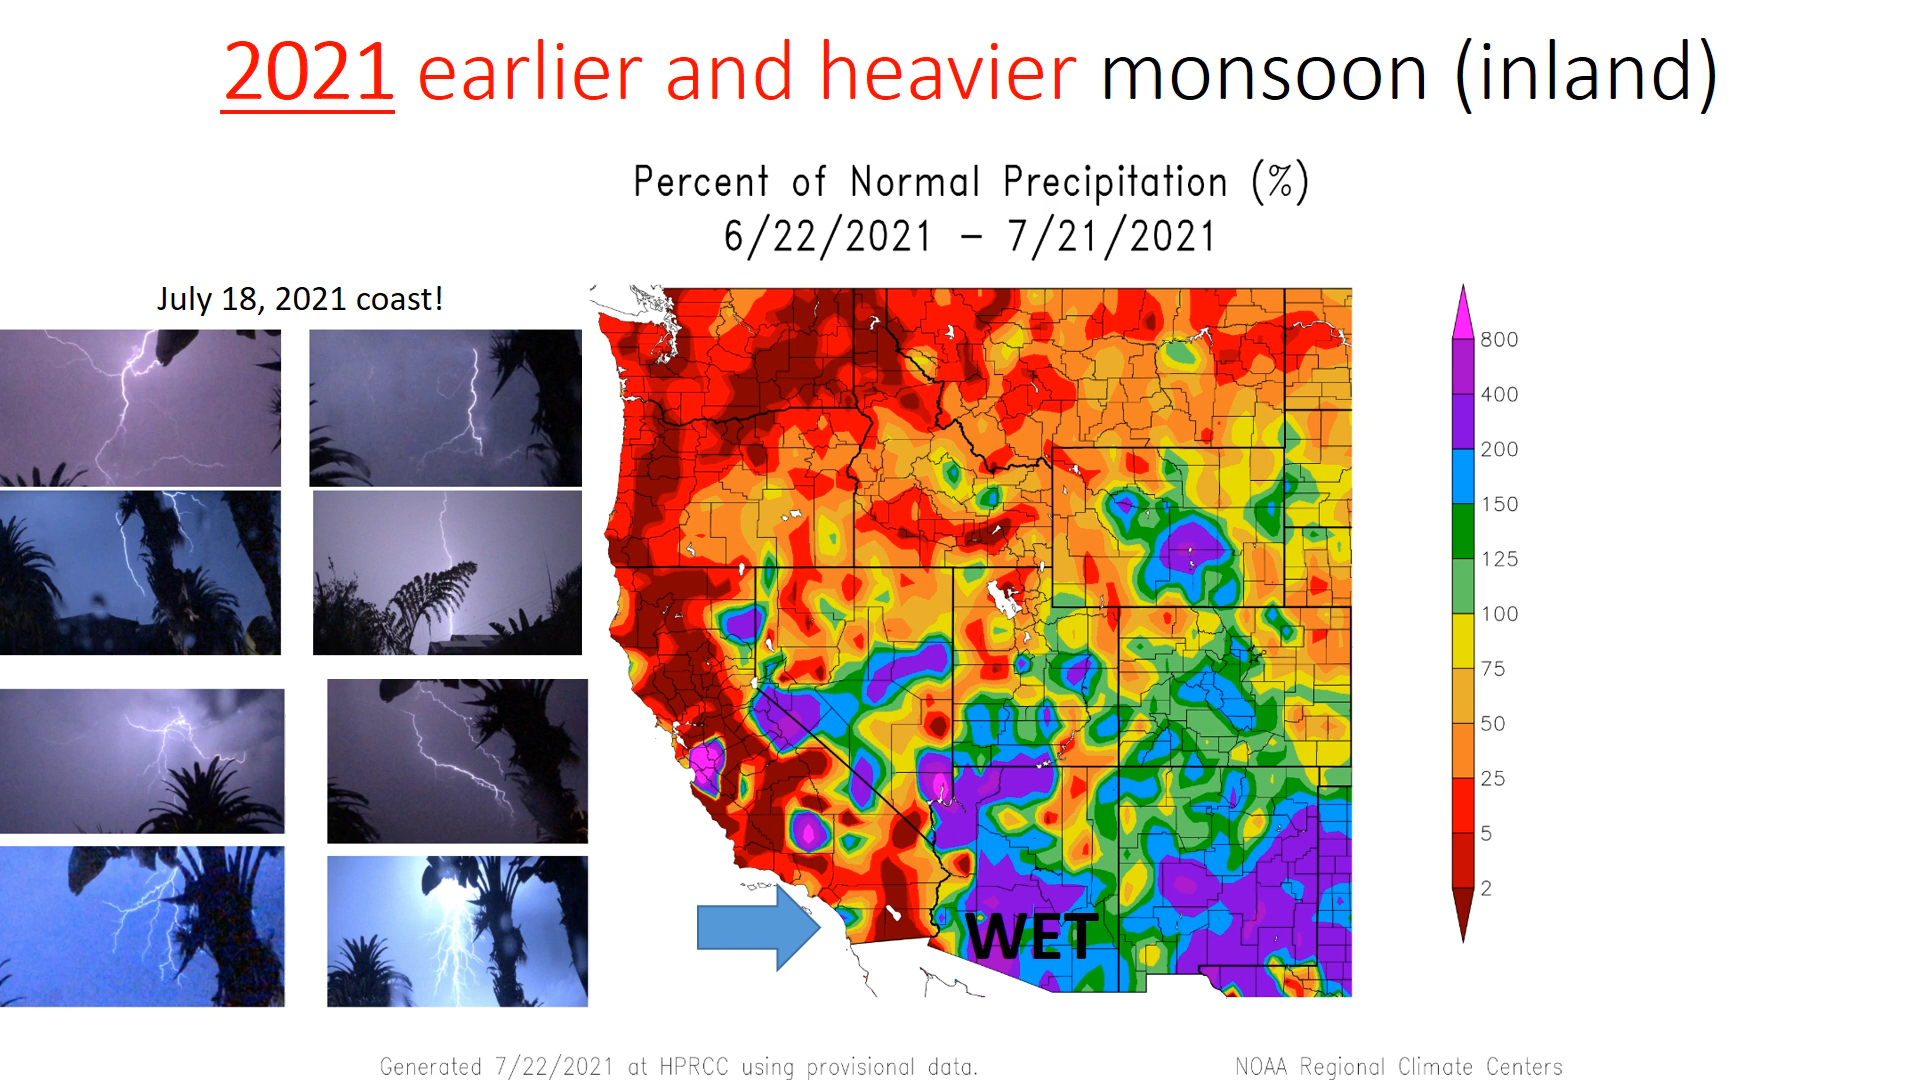 2021 earlier and heavier monsoon (inland)
Percent of Normal Precipitation (%)
6/22/2021 – 7/21/2021
July 18, 2021 coast!
800
400
200
150
125
100
75
50
25
5
2
WET
Generated 7/22/2021 at HPRCC using provisional data.
NOAA Regional Climate Centers